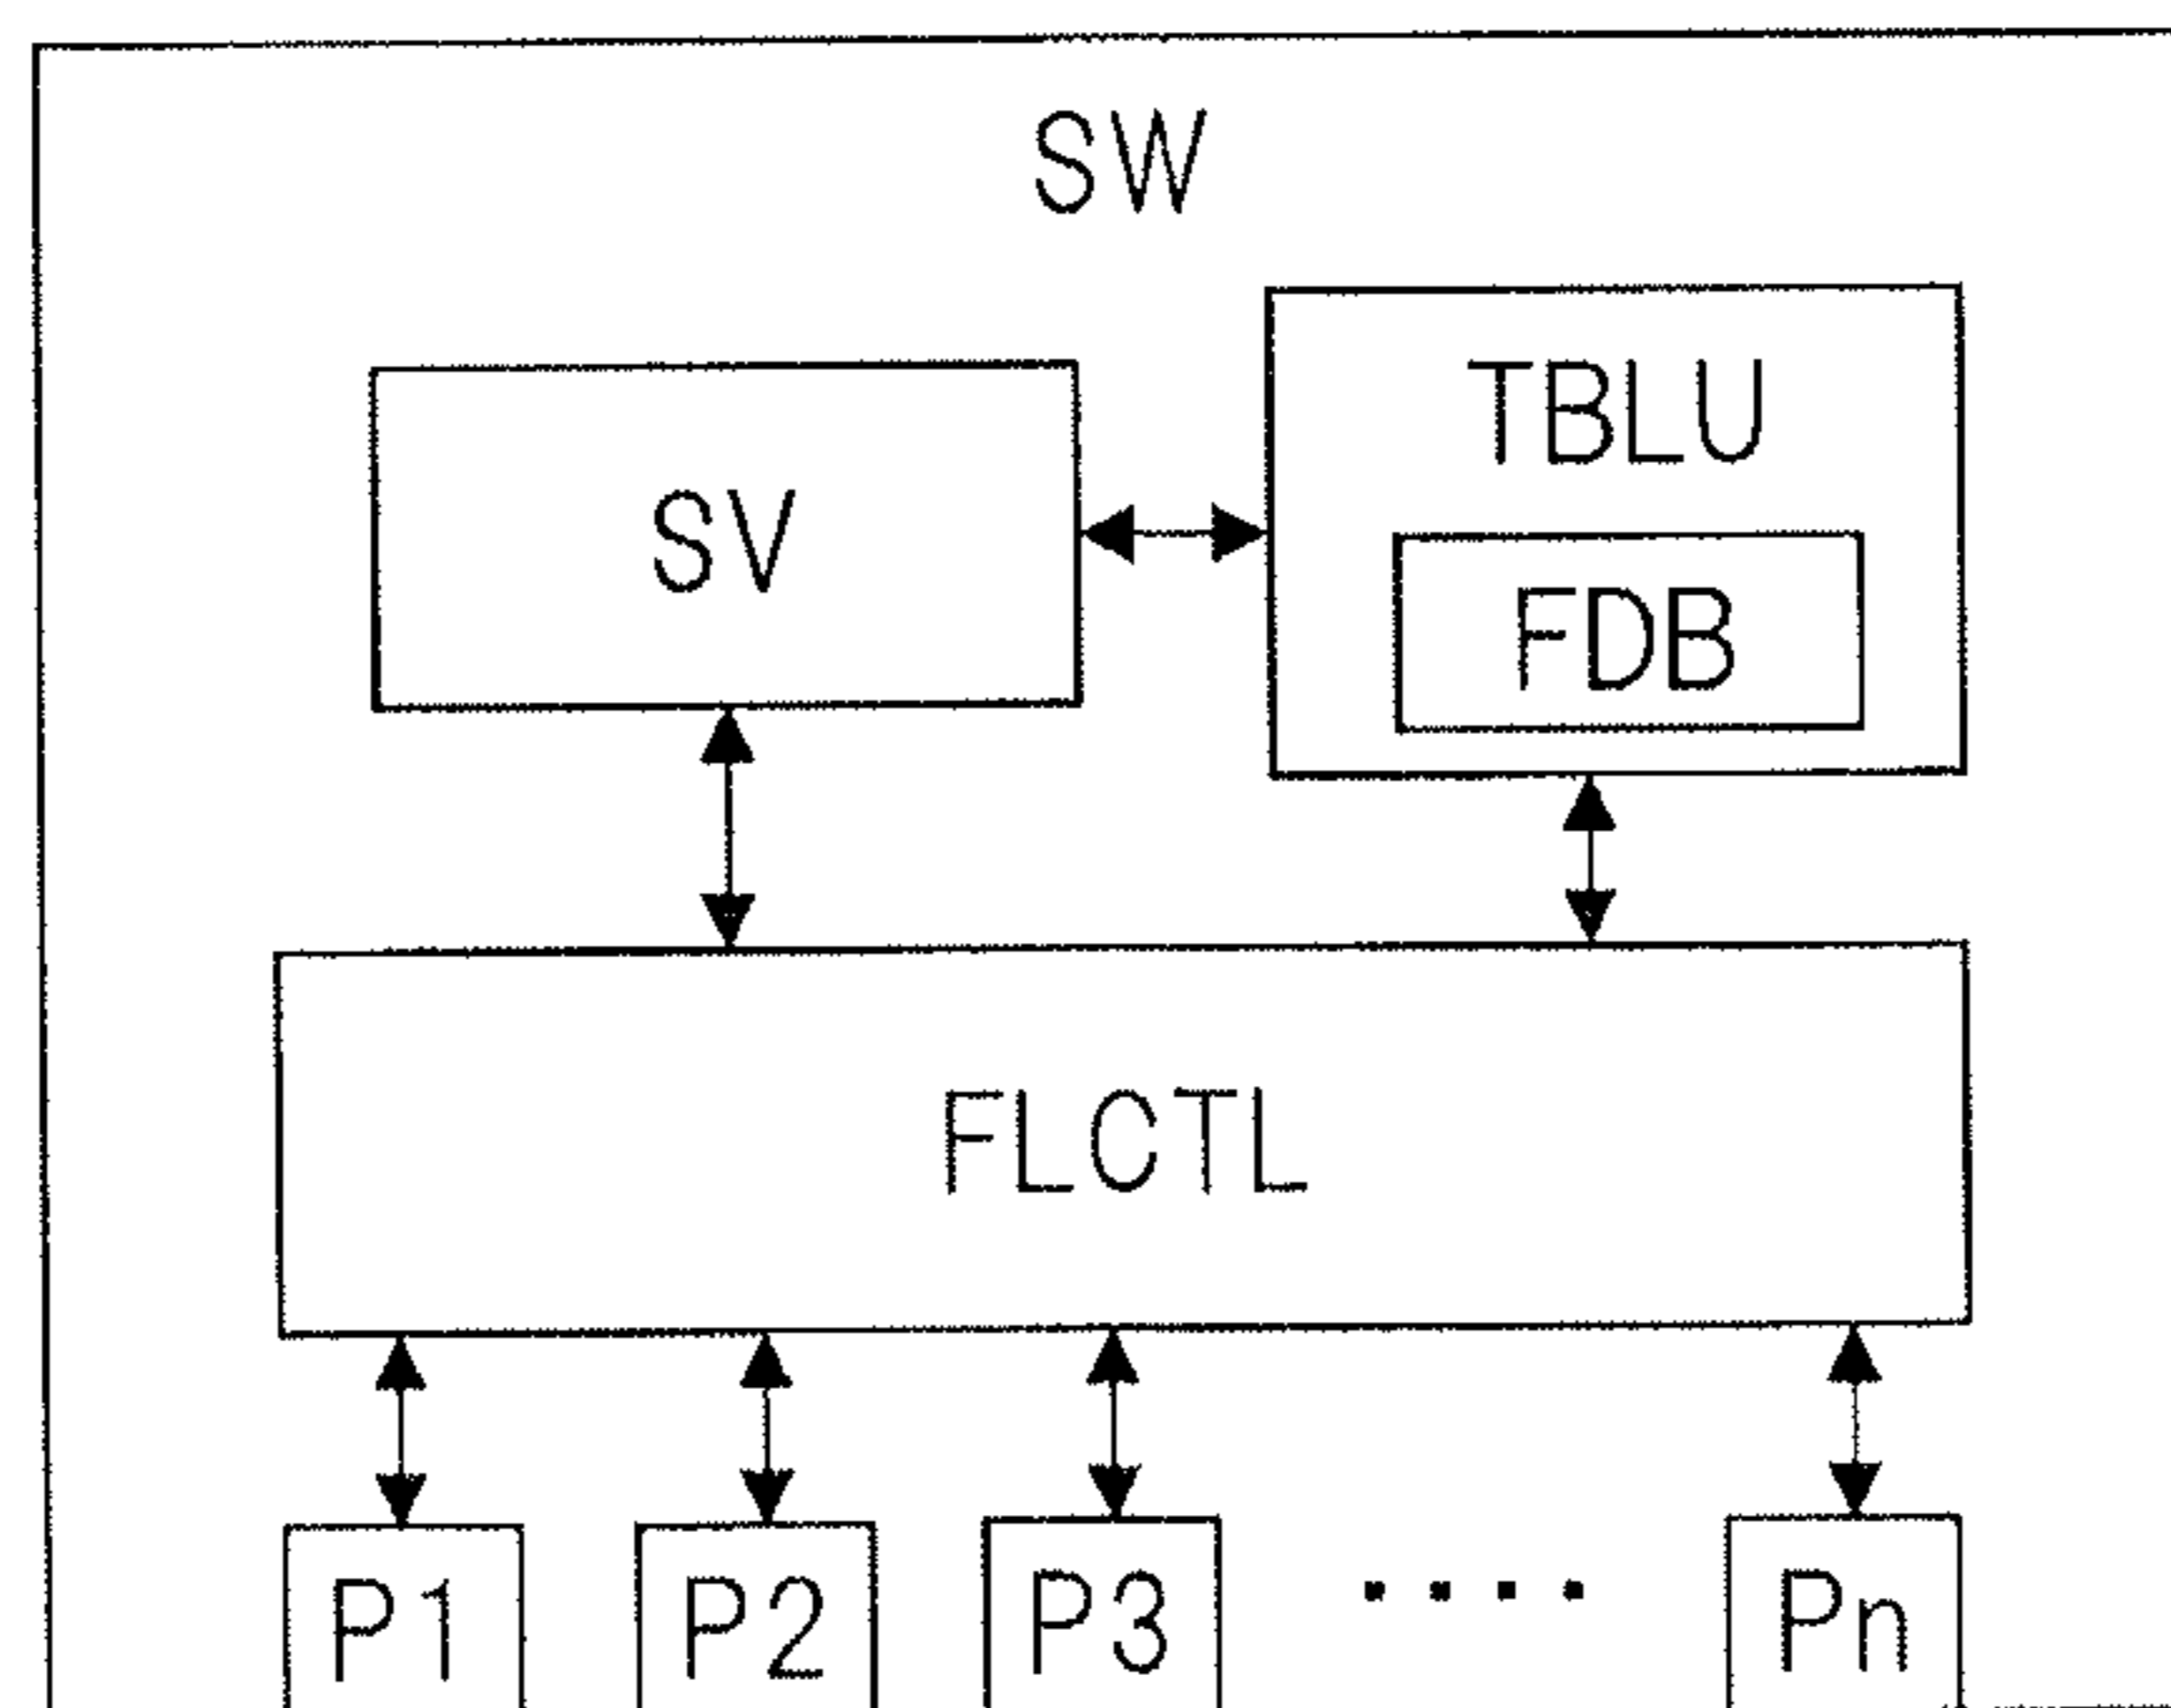 SW
TBLU
SV
FDB
FLCTL
P1 P2 P3 .... Pn